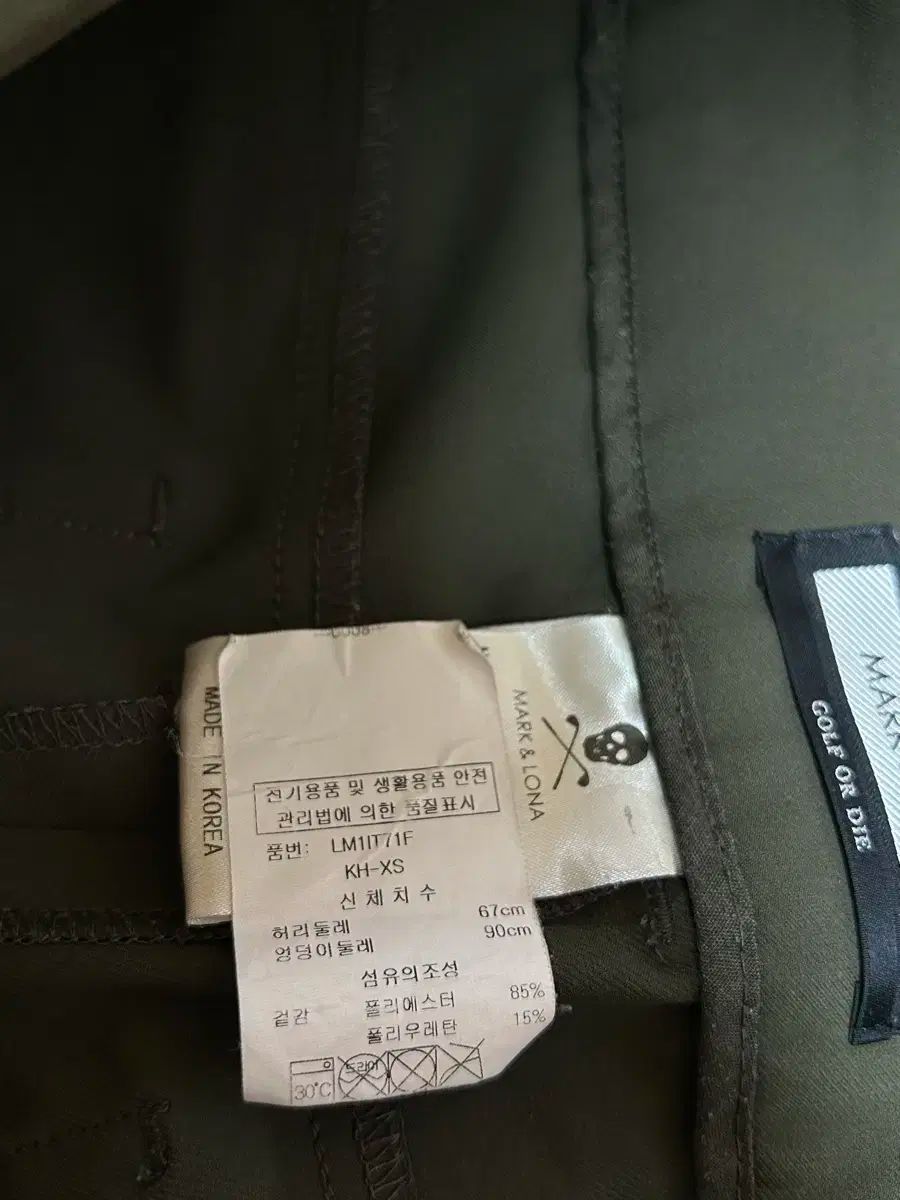 MADE IN KOREA
전기용품 및 생활용품 안전
관리법에 의한 품질표시
품번: LM1IT71F
KH-XS
신체치수
허리둘레 67cm
엉덩이둘레 90cm
섬유의조성
겉감 폴리에스터 85%
폴리우레탄 15%
30℃ 드라이
MARK & LONA
MARK
GOLF OR DIE